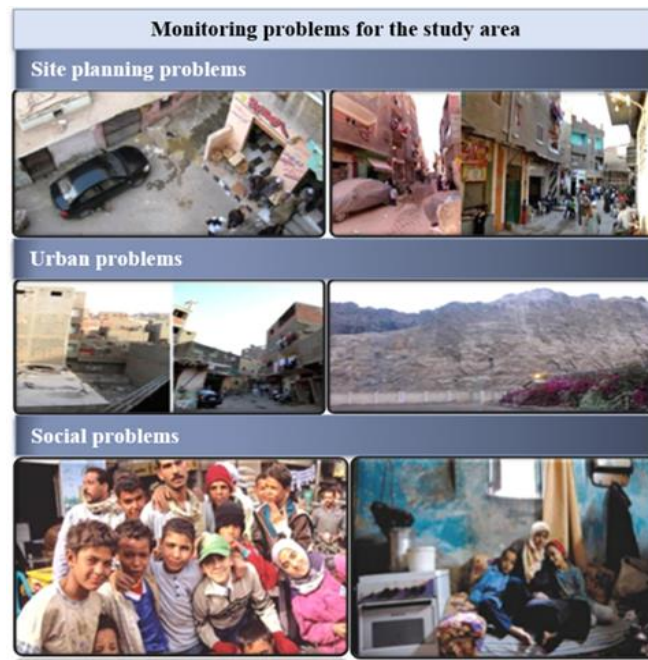 Monitoring problems for the study area
Site planning problems
Urban problems
Social problems